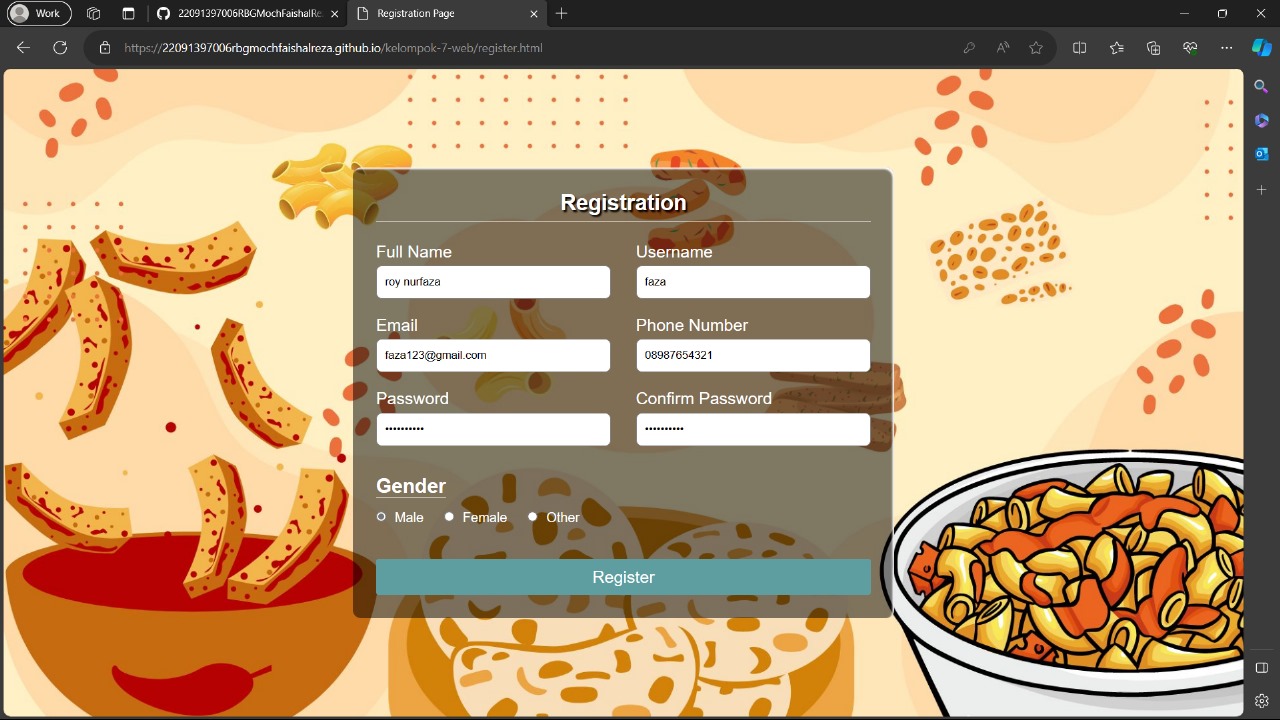 Work
22091397006RBGMochFaishalRe
Registration Page
https://22091397006rbgmochfaishalreza.github.io/kelompok-7-web/register.html
Registration
Full Name Username
roy nurfaza faza
Email Phone Number
faza123@gmail.com 08987654321
Password Confirm Password
•••••••••• ••••••••••
Gender
Male Female Other
Register